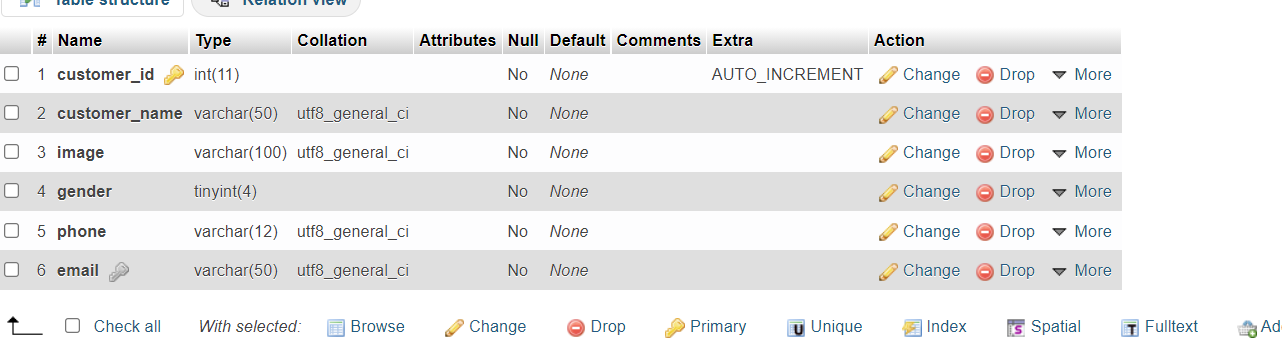 Table structure Relation view
# Name Type Collation Attributes Null Default Comments Extra Action
1 customer_id int(11) No None AUTO_INCREMENT Change Drop More
2 customer_name varchar(50) utf8_general_ci No None Change Drop More
3 image varchar(100) utf8_general_ci No None Change Drop More
4 gender tinyint(4) No None Change Drop More
5 phone varchar(12) utf8_general_ci No None Change Drop More
6 email varchar(50) utf8_general_ci No None Change Drop More
Check all With selected: Browse Change Drop Primary Unique Index Spatial Fulltext Ad